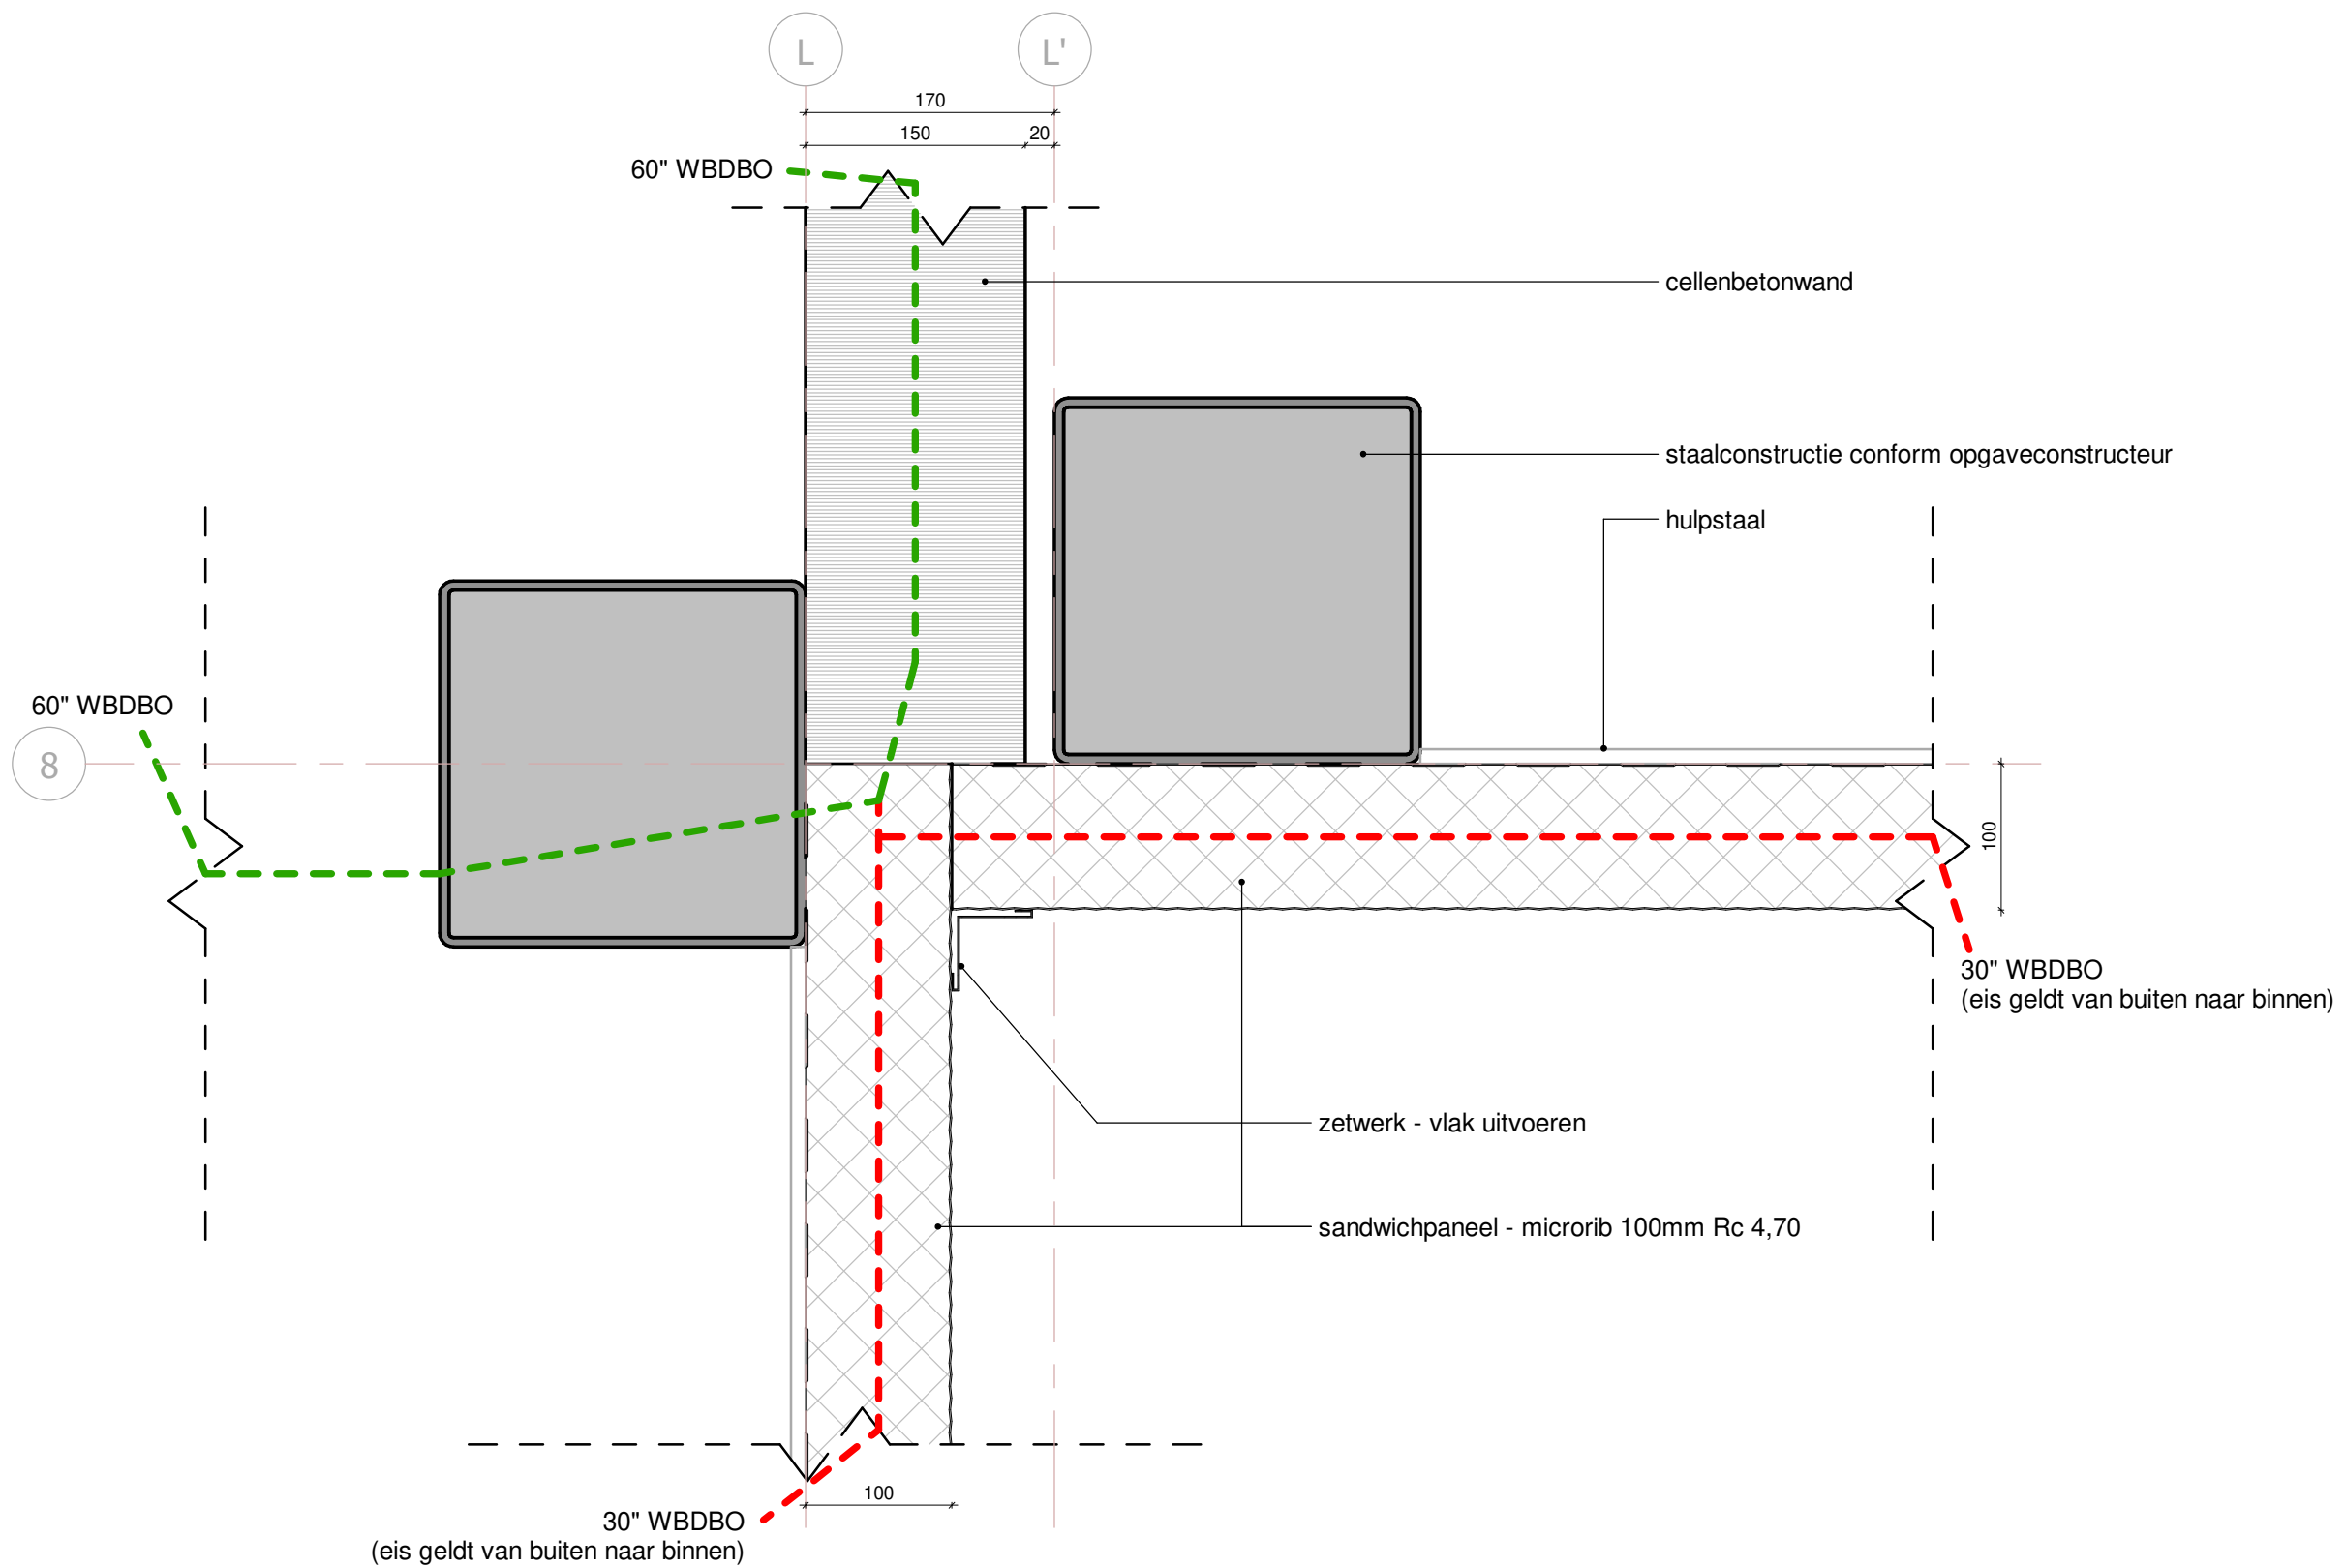 L
L'
170
150
20
60" WBDBO
cellenbetonwand
staalconstructie conform opgaveconstructeur
hulpstaal
60" WBDBO
8
100
30" WBDBO
(eis geldt van buiten naar binnen)
zetwerk - vlak uitvoeren
sandwichpaneel - microrib 100mm Rc 4,70
100
30" WBDBO
(eis geldt van buiten naar binnen)